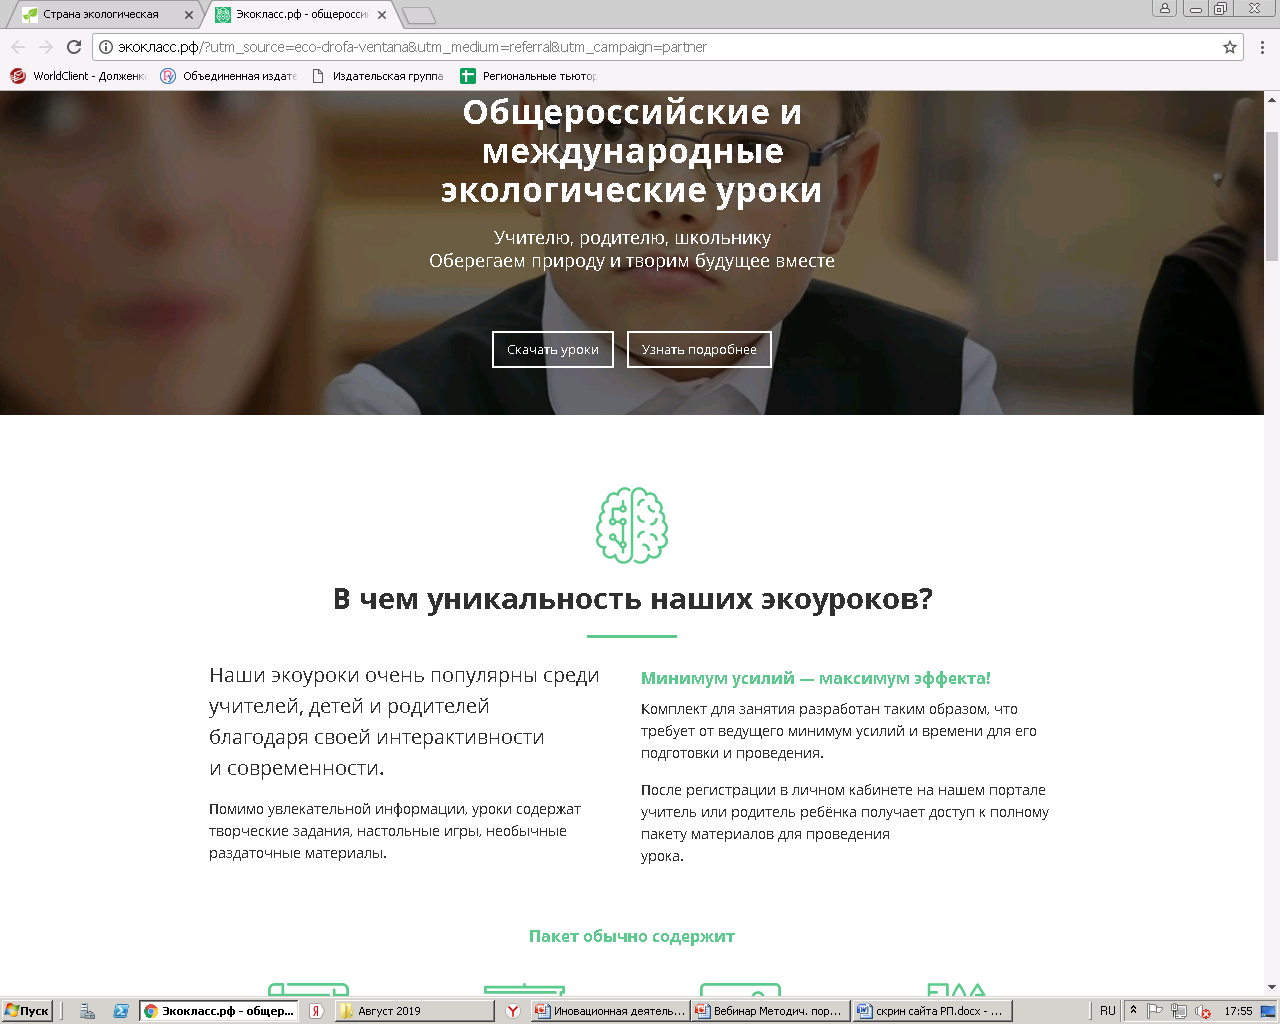 Страна экологическая
Экокласс.рф - общеросси
экокласс.рф/?utm_source=eco-drofa-ventana&utm_medium=referral&utm_campaign=partner
WorldClient - Долженк
Объединенная издате
Издательская группа
Региональные тьютор
Общероссийские и
международные
экологические уроки
Учителю, родителю, школьнику
Оберегаем природу и творим будущее вместе
Скачать уроки
Узнать подробнее
В чем уникальность наших экоуроков?
Наши экоуроки очень популярны среди
учителей, детей и родителей
благодаря своей интерактивности
и современности.
Помимо увлекательной информации, уроки содержат
творческие задания, настольные игры, необычные
раздаточные материалы.
Минимум усилий — максимум эффекта!
Комплект для занятия разработан таким образом, что
требует от ведущего минимум усилий и времени для его
подготовки и проведения.
После регистрации в личном кабинете на нашем портале
учитель или родитель ребёнка получает доступ к полному
пакету материалов для проведения
урока.
Пакет обычно содержит
Пуск
Экокласс.рф - общер...
Август 2019
Иновационная деятель...
Вебинар Методич. пор...
скрин сайта РП.docx - ...
RU
17:55